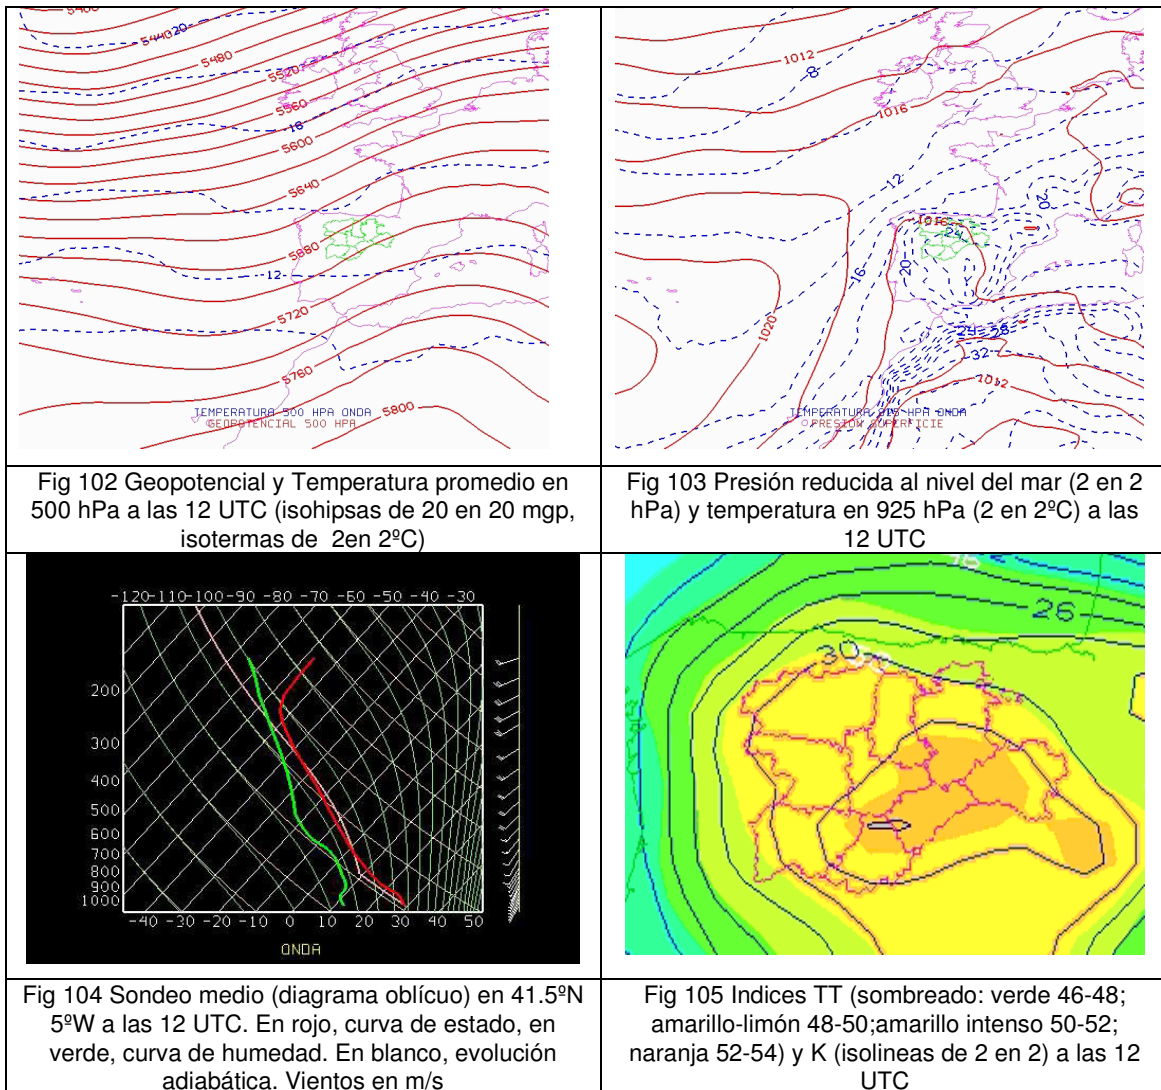 5400
5440
20
5480
5520
5560
16
5600
5640
5680
-12
5720
5760
5800
TEMPERATURA 500 HPA ONDA
GEOPOTENCIAL 500 HPA
1012
8
1016
12
20
1016
24
16
20
1020
24 28
32
1012
TEMPERATURA 925 HPA ONDA
PRESIÓN SUPERFICIE
Fig 102 Geopotencial y Temperatura promedio en
500 hPa a las 12 UTC (isohipsas de 20 en 20 mgp,
isotermas de 2en 2ºC)
Fig 103 Presión reducida al nivel del mar (2 en 2
hPa) y temperatura en 925 hPa (2 en 2ºC) a las
12 UTC
-120-110-100 -90 -80 -70 -60 -50 -40 -30
200
300
400
500
600
700
800
900
1000
-40 -30 -20 -10 0 10 20 30 40 50
ONDA
26
30
Fig 104 Sondeo medio (diagrama oblícuo) en 41.5ºN
5ºW a las 12 UTC. En rojo, curva de estado, en
verde, curva de humedad. En blanco, evolución
adiabática. Vientos en m/s
Fig 105 Indices TT (sombreado: verde 46-48;
amarillo-limón 48-50;amarillo intenso 50-52;
naranja 52-54) y K (isolineas de 2 en 2) a las 12
UTC